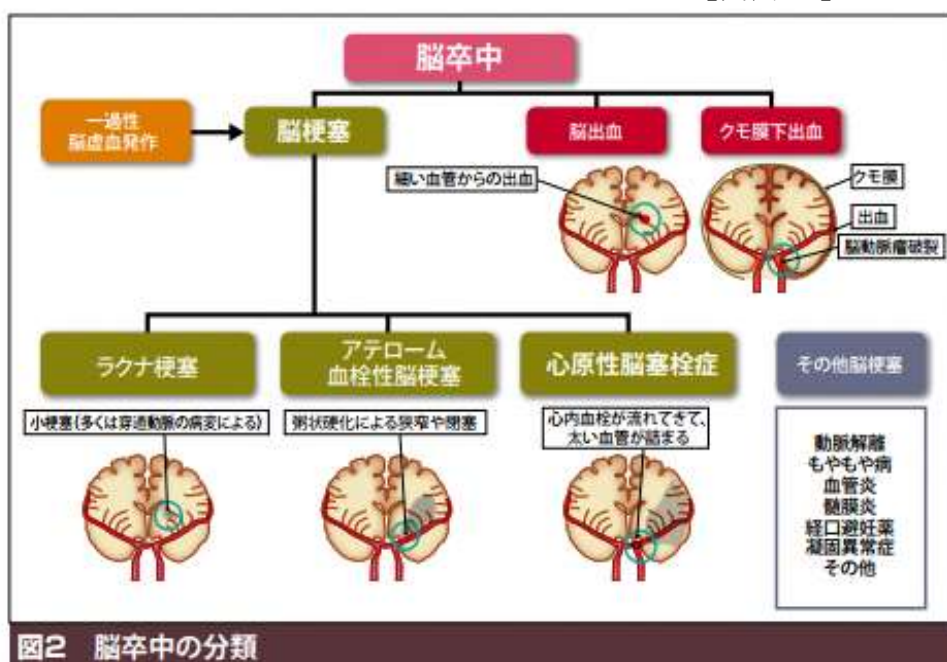 脳卒中
一過性
脳虚血発作
脳梗塞
脳出血
クモ膜下出血
細い血管からの出血
クモ膜
出血
脳動脈瘤破裂
ラクナ梗塞
アテローム
血栓性脳梗塞
心原性脳塞栓症
その他脳梗塞
小梗塞(多くは穿通動脈の病変による)
粥状硬化による狭窄や閉塞
心内血栓が流れてきて、
太い血管が詰まる
動脈解離
もやもや病
血管炎
髄膜炎
経口避妊薬
凝固異常症
その他
図2 脳卒中の分類